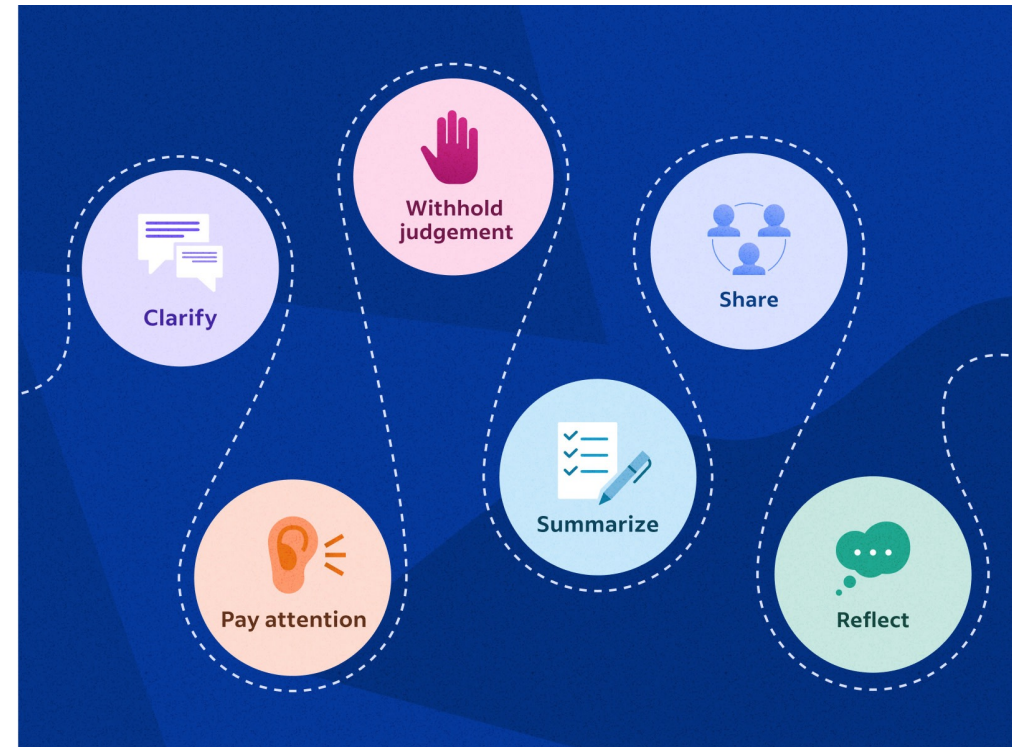 Clarify
Pay attention
Withhold
judgement
Summarize
Share
Reflect